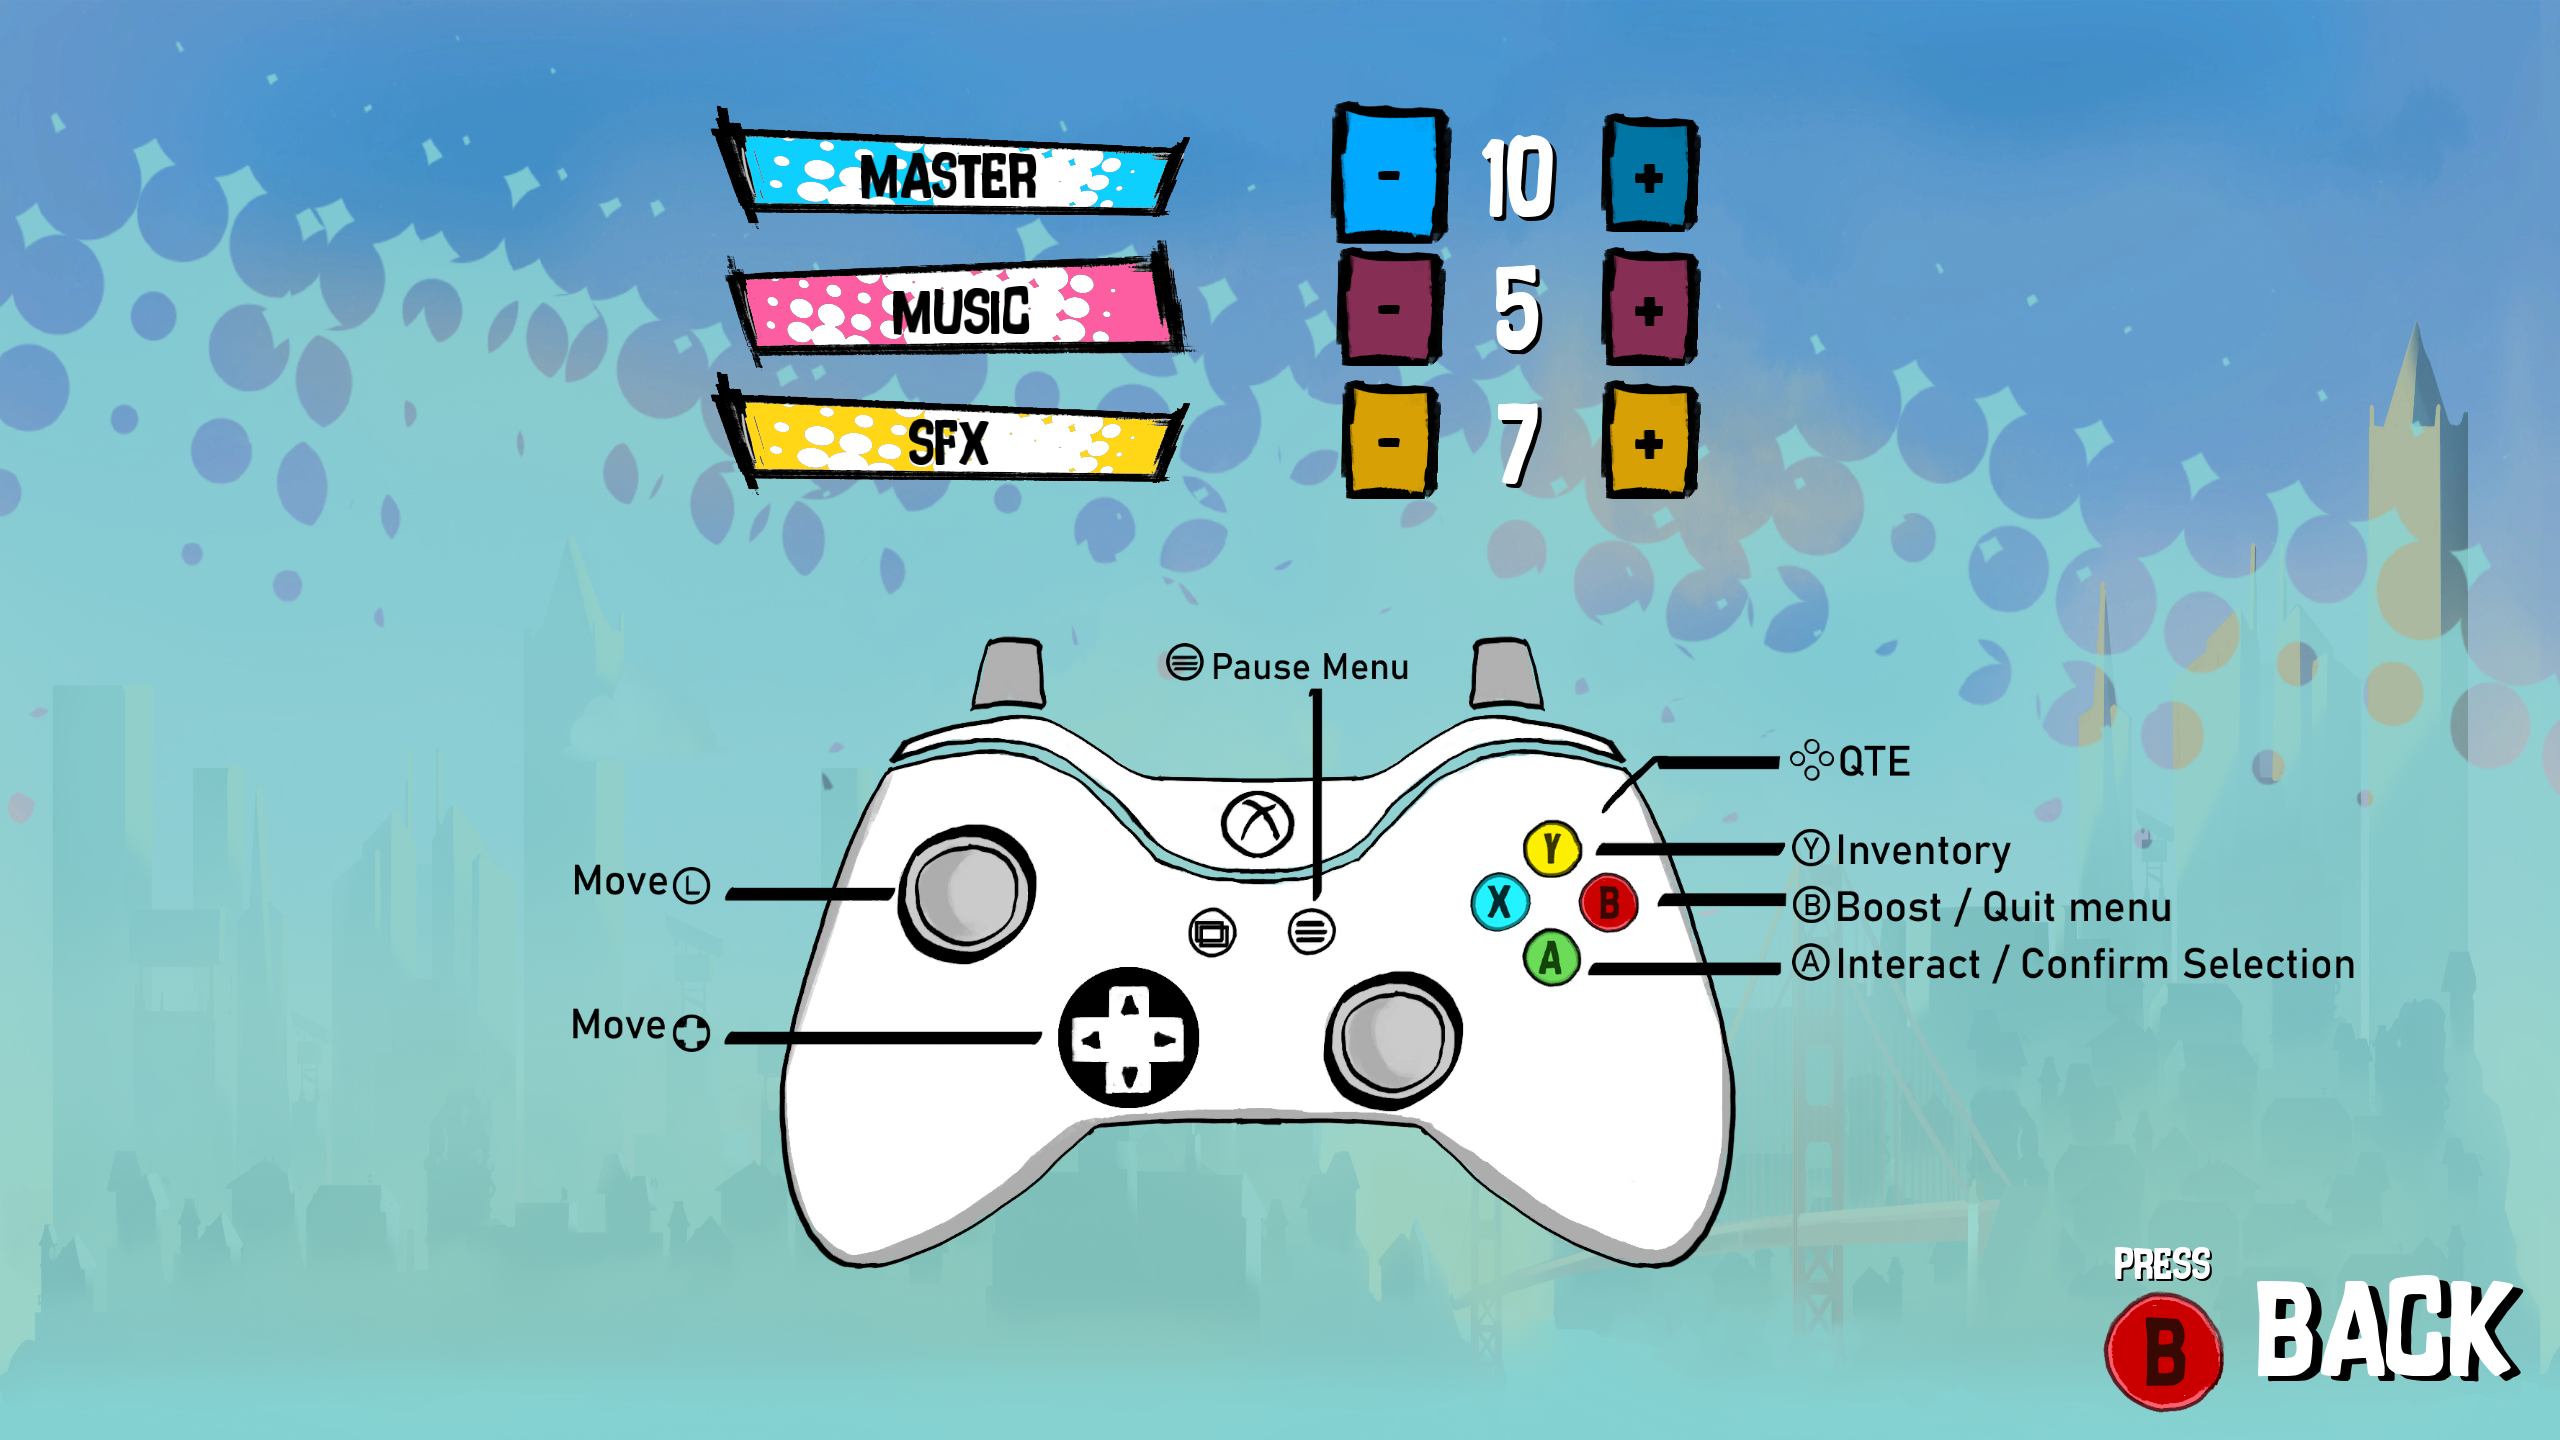 MASTER - 10 +
MUSIC - 5 +
SFX - 7 +
Pause Menu
QTE
Y
Y Inventory
Move L
X
B
B Boost / Quit menu
A
A Interact / Confirm Selection
Move
PRESS
B
BACK